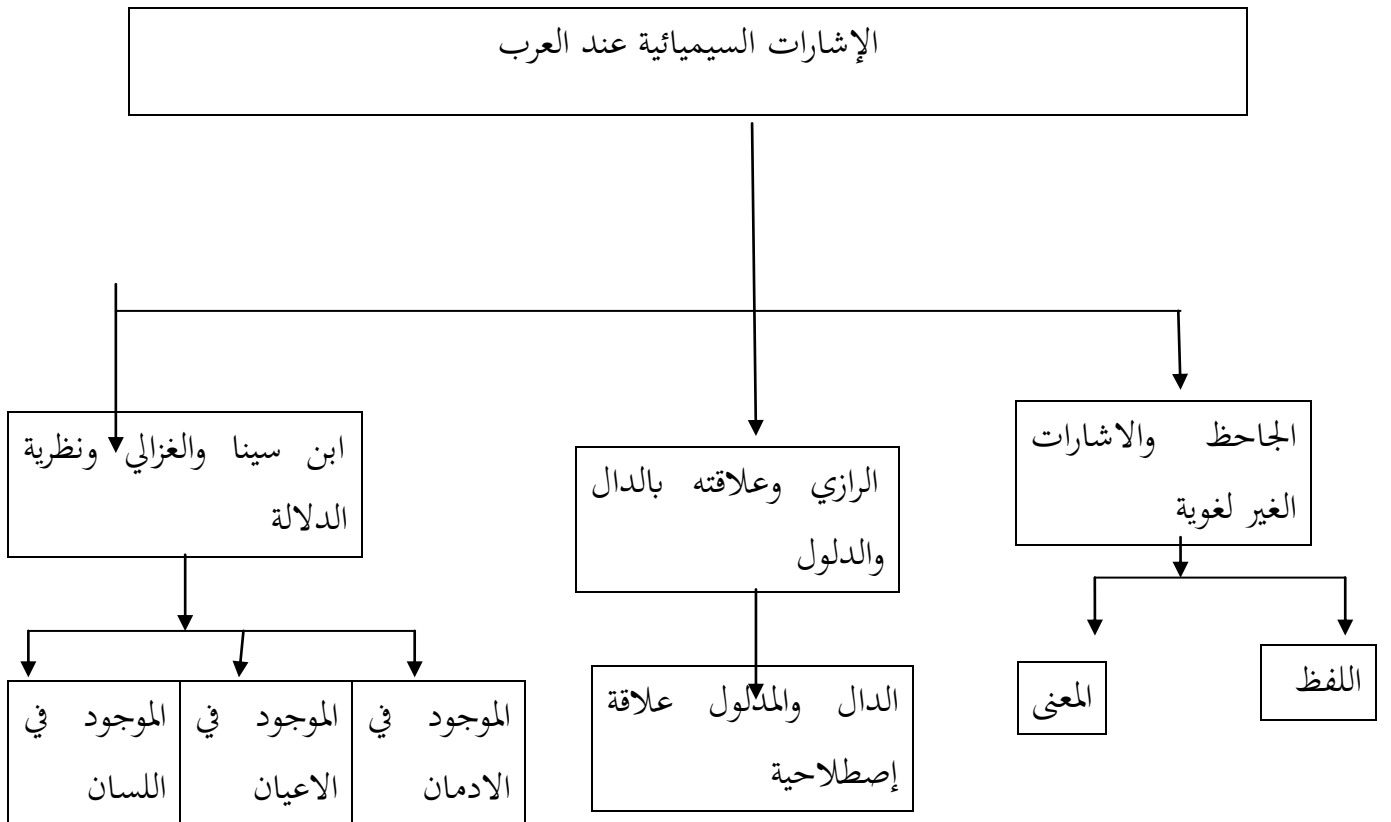 الإشارات السيميائية عند العرب
الجاحظ والاشارات
الغير لغوية
الرازي وعلاقته بالدال
والدلول
ابن سينا والغزالي ونظرية
الدلالة
اللفظ
المعنى
الدال والمدلول علاقة
إصطلاحية
الموجود في
الادمان
الموجود في
الاعيان
الموجود في
اللسان